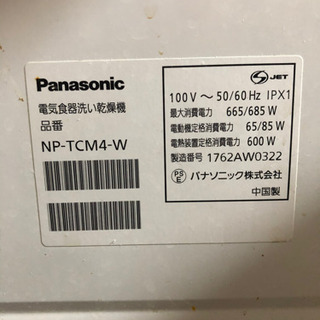 Panasonic
電気食器洗い乾燥機
品番
NP-TCM4-W
JET
100 V ～ 50/60 Hz IPX1
最大消費電力 665/685 W
電動機定格消費電力 65/85 W
電熱装置定格消費電力 600 W
製造番号 1762AW0322
PS E パナソニック株式会社
中国製